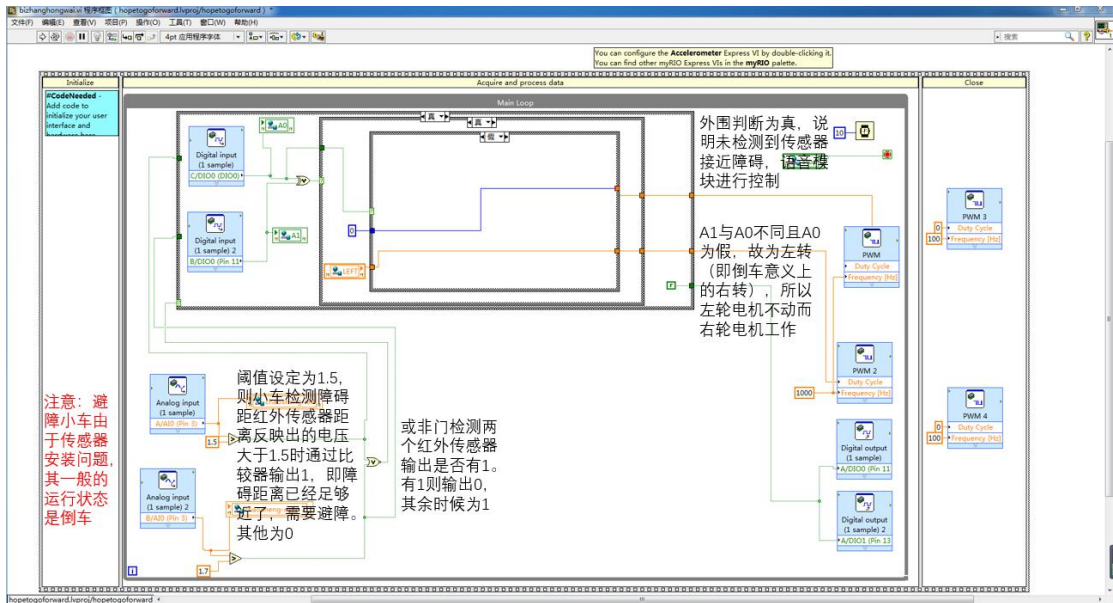 bizhanghongwai.vi 程序框图 ( hopetogoforward.lvproj/hopetogoforward ) *
文件(F) 编辑(E) 查看(V) 项目(P) 操作(O) 工具(T) 窗口(W) 帮助(H)
4pt 应用程序字体
搜索
You can configure the Accelerometer Express VI by double-clicking it.
You can find other myRIO Express VIs in the myRIO palette.
Initialize
Acquire and process data
Close
#CodeNeeded -
Add code to
initialize your user
interface and
Main Loop
真
真
假
A0
Digital input
(1 sample)
C/DIO0 (DIO0)
Digital input
(1 sample) 2
B/DIO0 (Pin 11
A1
0
LEFT
外围判断为真，说
明未检测到传感器
接近障碍，语音模
块进行控制
10
A1与A0不同且A0
为假，故为左转
（即倒车意义上
的右转），所以
左轮电机不动而
右轮电机工作
F
PWM
Duty Cycle
Frequency [Hz]
PWM 2
Duty Cycle
1000
Frequency [Hz]
PWM 3
0
Duty Cycle
100
Frequency [Hz]
PWM 4
0
Duty Cycle
100
Frequency [Hz]
Digital output
(1 sample)
A/DIO0 (Pin 11
Digital output
(1 sample) 2
A/DIO1 (Pin 13
注意：避
障小车由
于传感器
安装问题，
其一般的
运行状态
是倒车
Analog input
(1 sample)
A/AI0 (Pin 3)
1.5
Analog input
(1 sample) 2
B/AI0 (Pin 3)
1.7
阈值设定为1.5，
则小车检测障碍
距红外传感器距
离反映出的电压
大于1.5时通过比
较器输出1，即障
碍距离已经足够
近了，需要避障。
其他为0
或非门检测两
个红外传感器
输出是否有1。
有1则输出0，
其余时候为1
i
hopetogoforward.lvproj/hopetogoforward